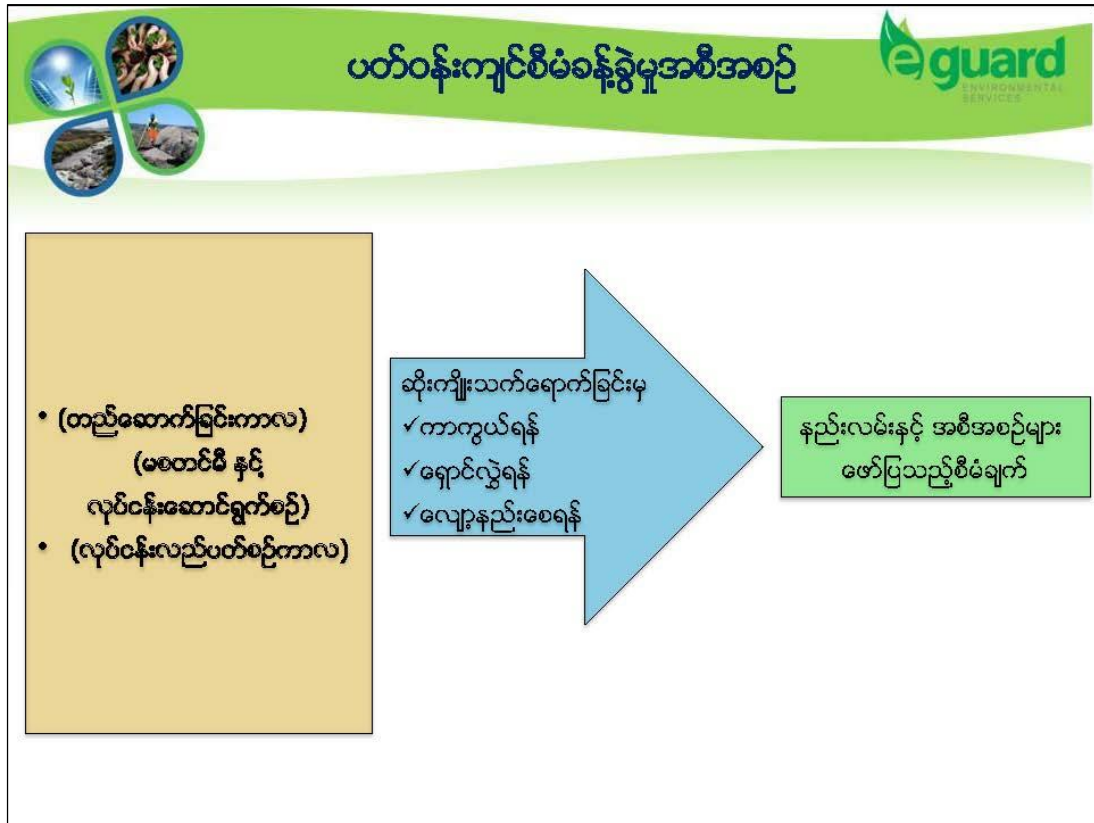 ပတ်ဝန်းကျင်စီမံခန့်ခွဲမှုအစီအစဉ်
eguard
ENVIRONMENTAL
SERVICES
• (တည်ဆောက်ခြင်းကာလ)
(မစတင်မီ နှင့်
လုပ်ငန်းဆောင်ရွက်စဉ်)
• (လုပ်ငန်းလည်ပတ်စဉ်ကာလ)
ဆိုးကျိုးသက်ရောက်ခြင်းမှ
✓ကာကွယ်ရန်
✓ရှောင်လွှဲရန်
✓လျော့နည်းစေရန်
နည်းလမ်းနှင့် အစီအစဉ်များ
ဖော်ပြသည့်စီမံချက်